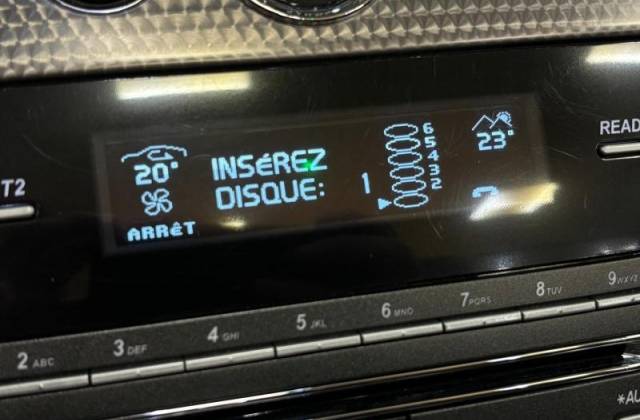 READ
T2
20°
INSÉREZ
DISQUE: 1
6
5
4
3
2
23°
ARRÊT
2 ABC
3 DEF
4 GHI
5 JKL
6 MNO
7 PQRS
8 TUV
9 WXYZ
*AU